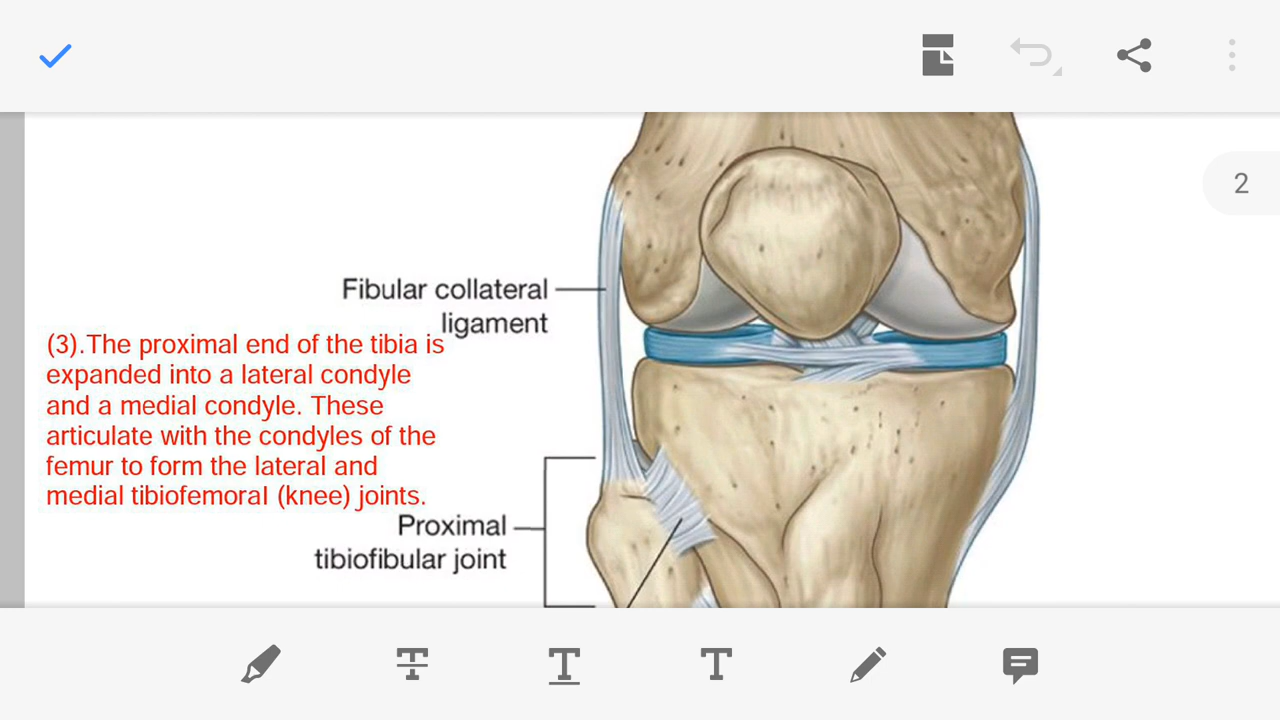 2
Fibular collateral
ligament
(3).The proximal end of the tibia is
expanded into a lateral condyle
and a medial condyle. These
articulate with the condyles of the
femur to form the lateral and
medial tibiofemoral (knee) joints.
Proximal
tibiofibular joint